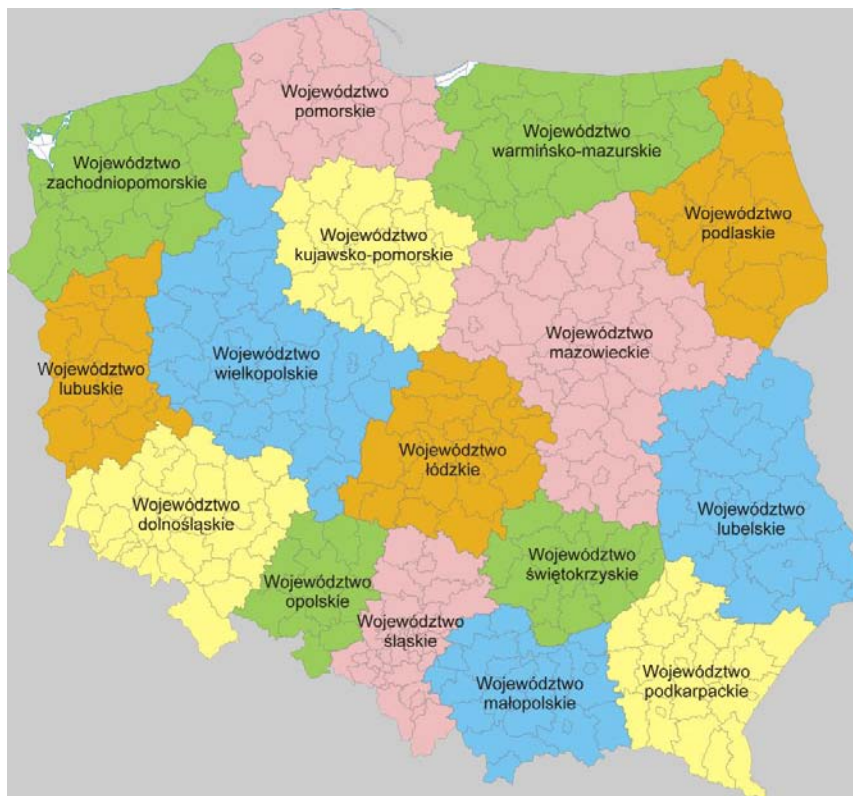 Województwo
pomorskie
Województwo
warmińsko-mazurskie
Województwo
zachodniopomorskie
Województwo
podlaskie
Województwo
kujawsko-pomorskie
Województwo
mazowieckie
Województwo
wielkopolskie
Województwo
lubuskie
Województwo
łódzkie
Województwo
dolnośląskie
Województwo
lubelskie
Województwo
świętokrzyskie
Województwo
opolskie
Województwo
śląskie
Województwo
podkarpackie
Województwo
małopolskie